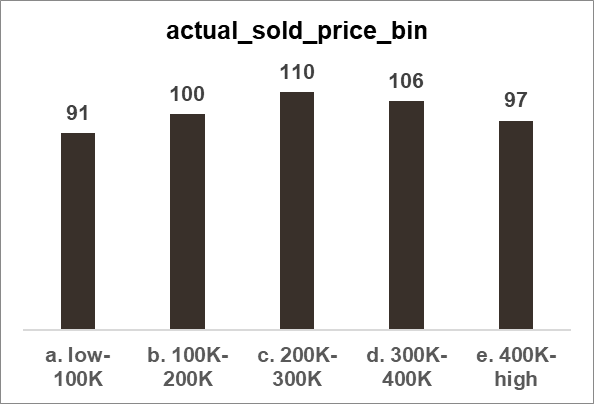 actual_sold_price_bin
91
100
110
106
97
a. low-
100K
b. 100K-
200K
c. 200K-
300K
d. 300K-
400K
e. 400K-
high